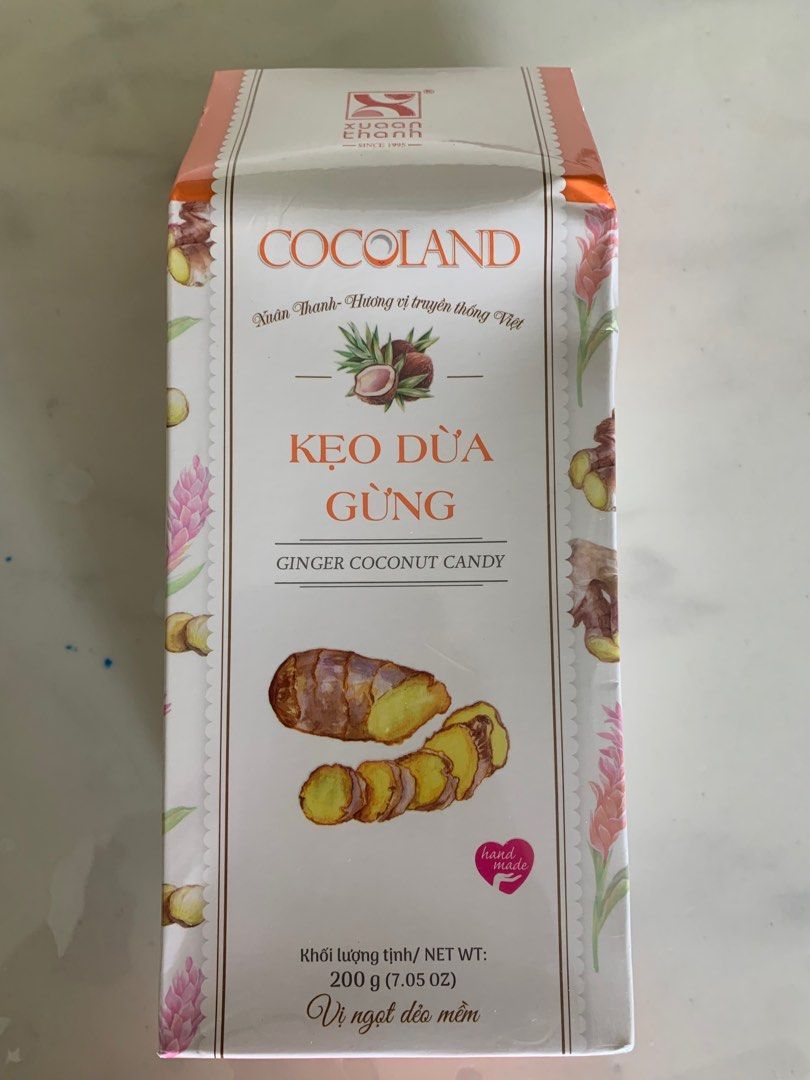 ®
xuaan
thanh
SINCE 1995
COCOLAND
Xuân Thanh- Hương vị truyền thống Việt
KẸO DỪA
GỪNG
GINGER COCONUT CANDY
hand
made
Khối lượng tịnh/ NET WT:
200 g (7.05 OZ)
Vị ngọt dẻo mềm